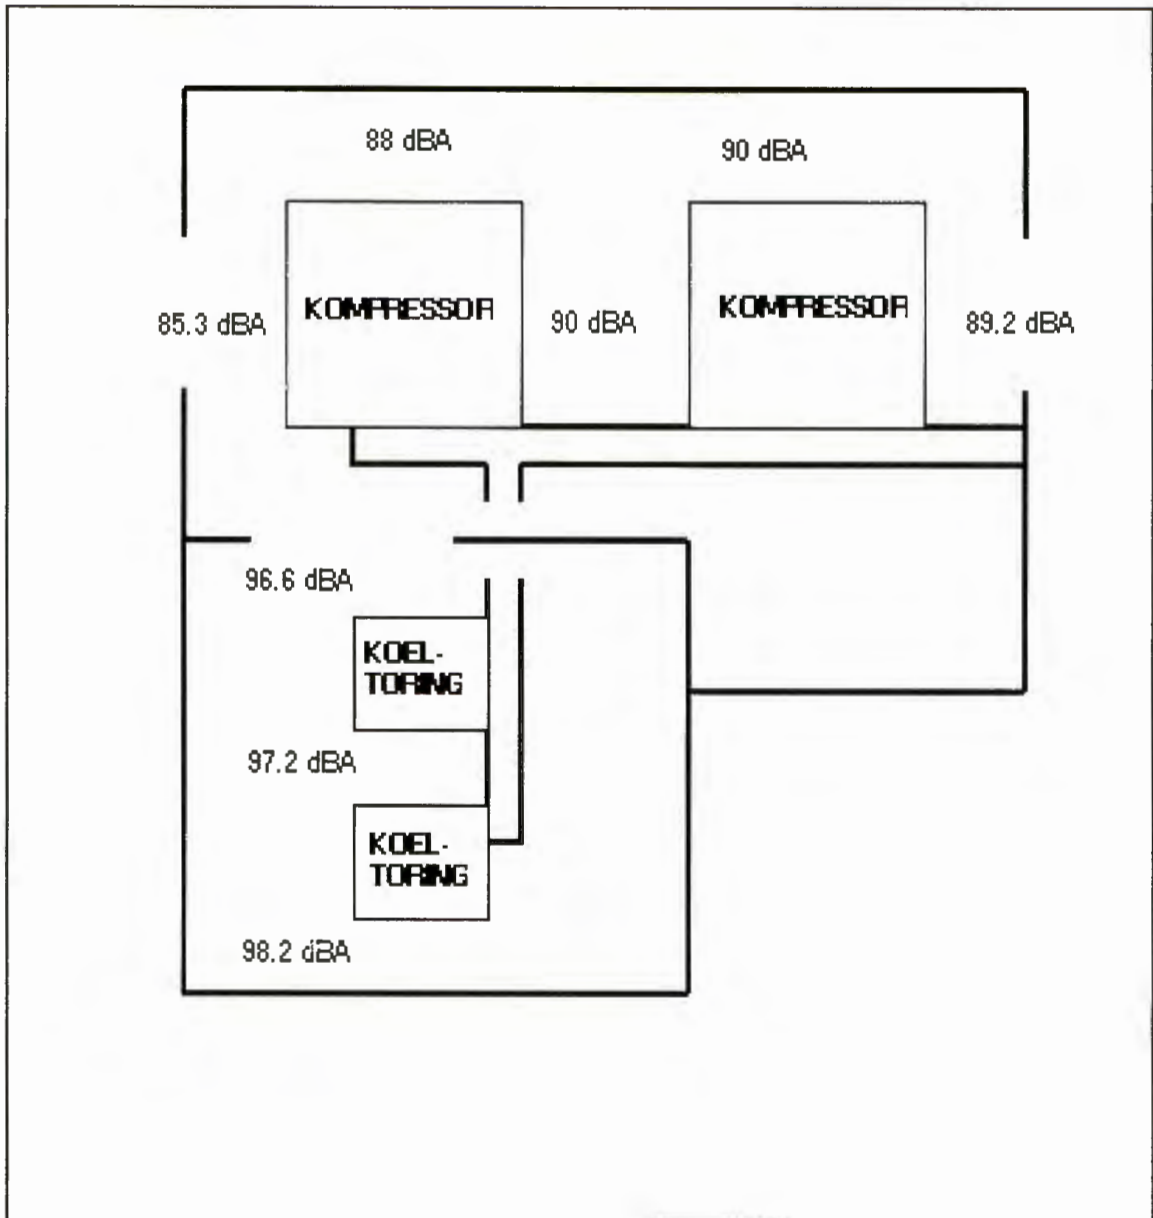 88 dBA
90 dBA
KOMPRESSOR
KOMPRESSOR
85.3 dBA
90 dBA
89.2 dBA
96.6 dBA
KOEL-
TORING
97.2 dBA
KOEL-
TORING
98.2 dBA